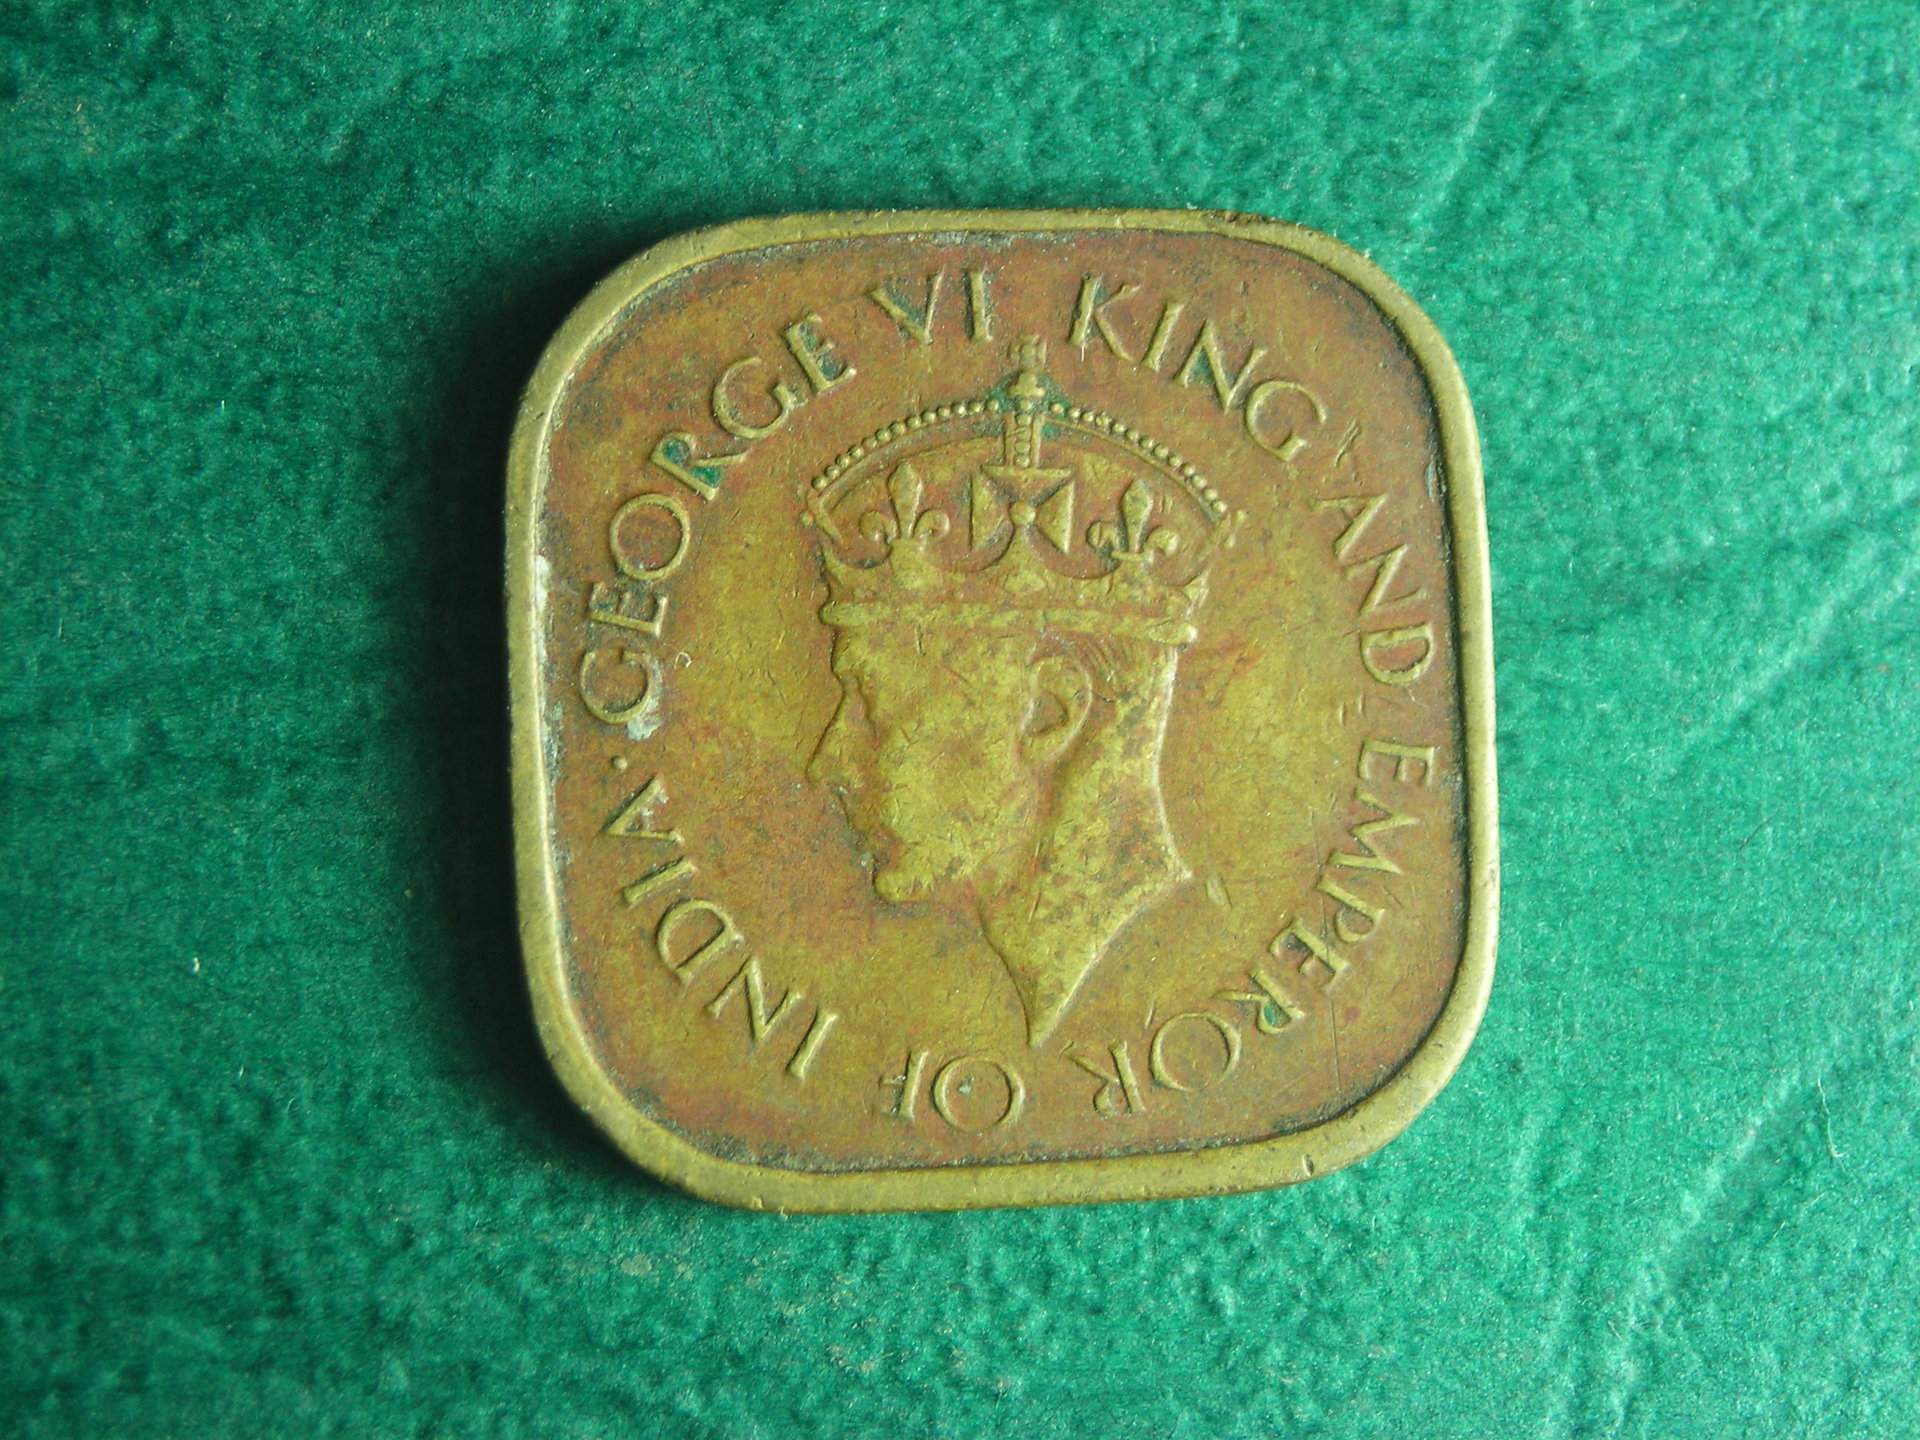 GEORGE VI KING AND EMPEROR OF INDIA·